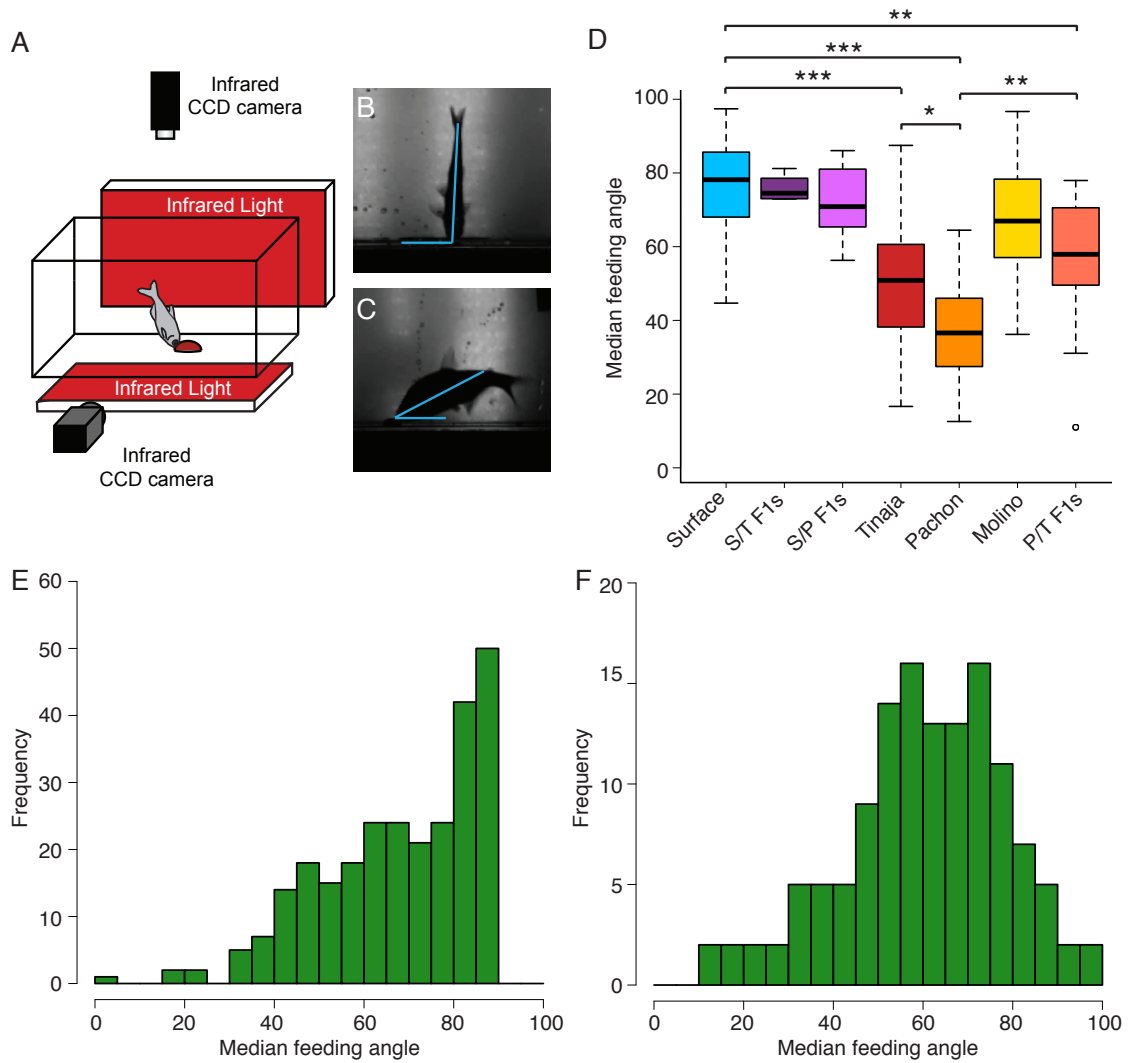 A
Infrared
CCD camera
Infrared Light
Infrared Light
Infrared
CCD camera
B
C
D
**
***
***
**
*
100
80
60
40
20
0
Median feeding angle
Surface
S/T F1s
S/P F1s
Tinaja
Pachon
Molino
P/T F1s
E
60
50
40
30
20
10
0
Frequency
0 20 40 60 80 100
Median feeding angle
F
20
15
10
5
0
Frequency
0 20 40 60 80 100
Median feeding angle